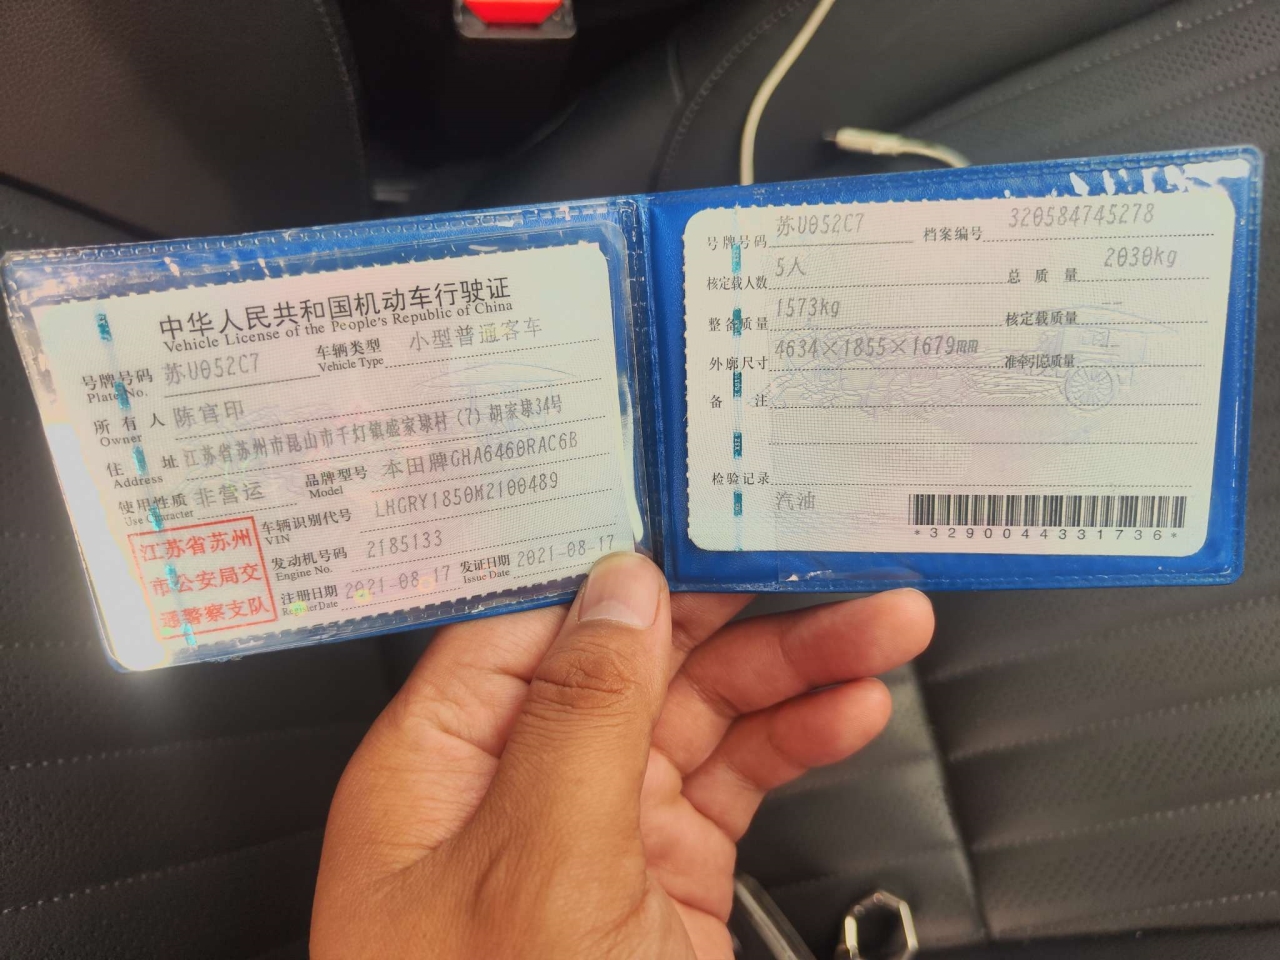 中华人民共和国机动车行驶证
Vehicle License of the People's Republic of China
号牌号码 苏U052C7 车辆类型 小型普通客车
Plate No. Vehicle Type
所有人 陈官印
Owner
住址 江苏省苏州市昆山市千灯镇盛家埭村(7)胡家埭34号
Address
使用性质 非营运 品牌型号 本田牌GHA6460RAC6B
Use Character Model
车辆识别代号 LHGRY1850M2100489
VIN
发动机号码 2185133
Engine No.
注册日期 2021-08-17 发证日期 2021-08-17
Register Date Issue Date
江苏省苏州
市公安局交
通警察支队
号牌号码 苏U052C7 档案编号 320584745278
核定载人数 5人 总质量 2030kg
整备质量 1573kg 核定载质量 --
外廓尺寸 4634×1855×1679mm 准牵引总质量 --
备注
检验记录
汽油
*3290044331736*